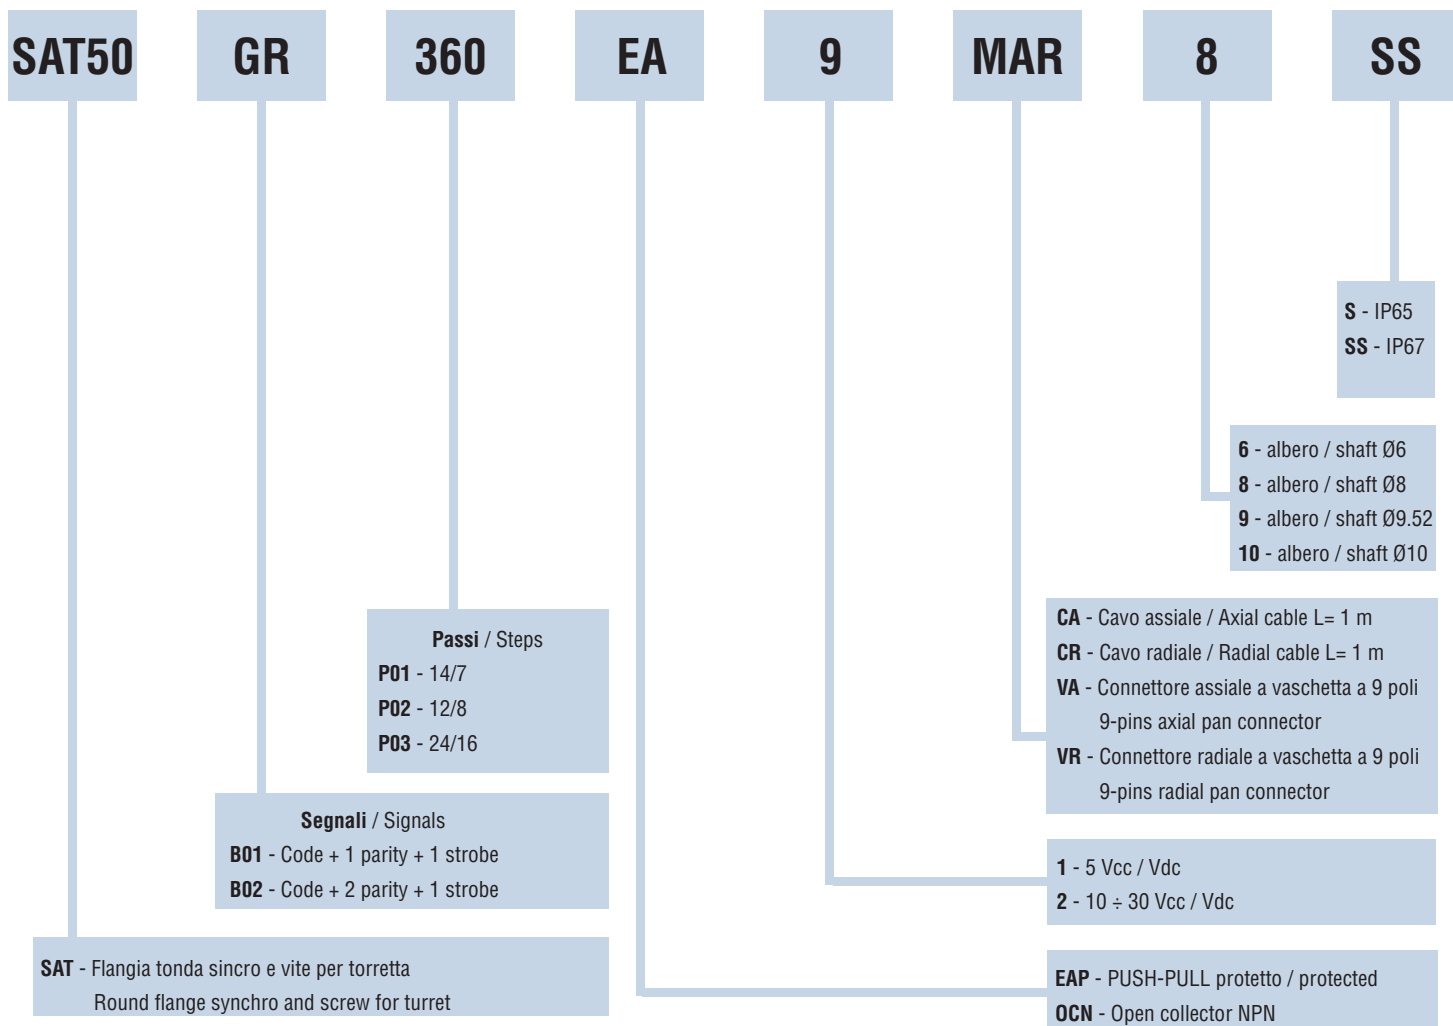 SAT50 GR 360 EA 9 MAR 8 SS
S - IP65
SS - IP67
6 - albero / shaft Ø6
8 - albero / shaft Ø8
9 - albero / shaft Ø9.52
10 - albero / shaft Ø10
Passi / Steps
P01 - 14/7
P02 - 12/8
P03 - 24/16
CA - Cavo assiale / Axial cable L= 1 m
CR - Cavo radiale / Radial cable L= 1 m
VA - Connettore assiale a vaschetta a 9 poli
9-pins axial pan connector
VR - Connettore radiale a vaschetta a 9 poli
9-pins radial pan connector
Segnali / Signals
B01 - Code + 1 parity + 1 strobe
B02 - Code + 2 parity + 1 strobe
1 - 5 Vcc / Vdc
2 - 10 ÷ 30 Vcc / Vdc
SAT - Flangia tonda sincro e vite per torretta
Round flange synchro and screw for turret
EAP - PUSH-PULL protetto / protected
OCN - Open collector NPN